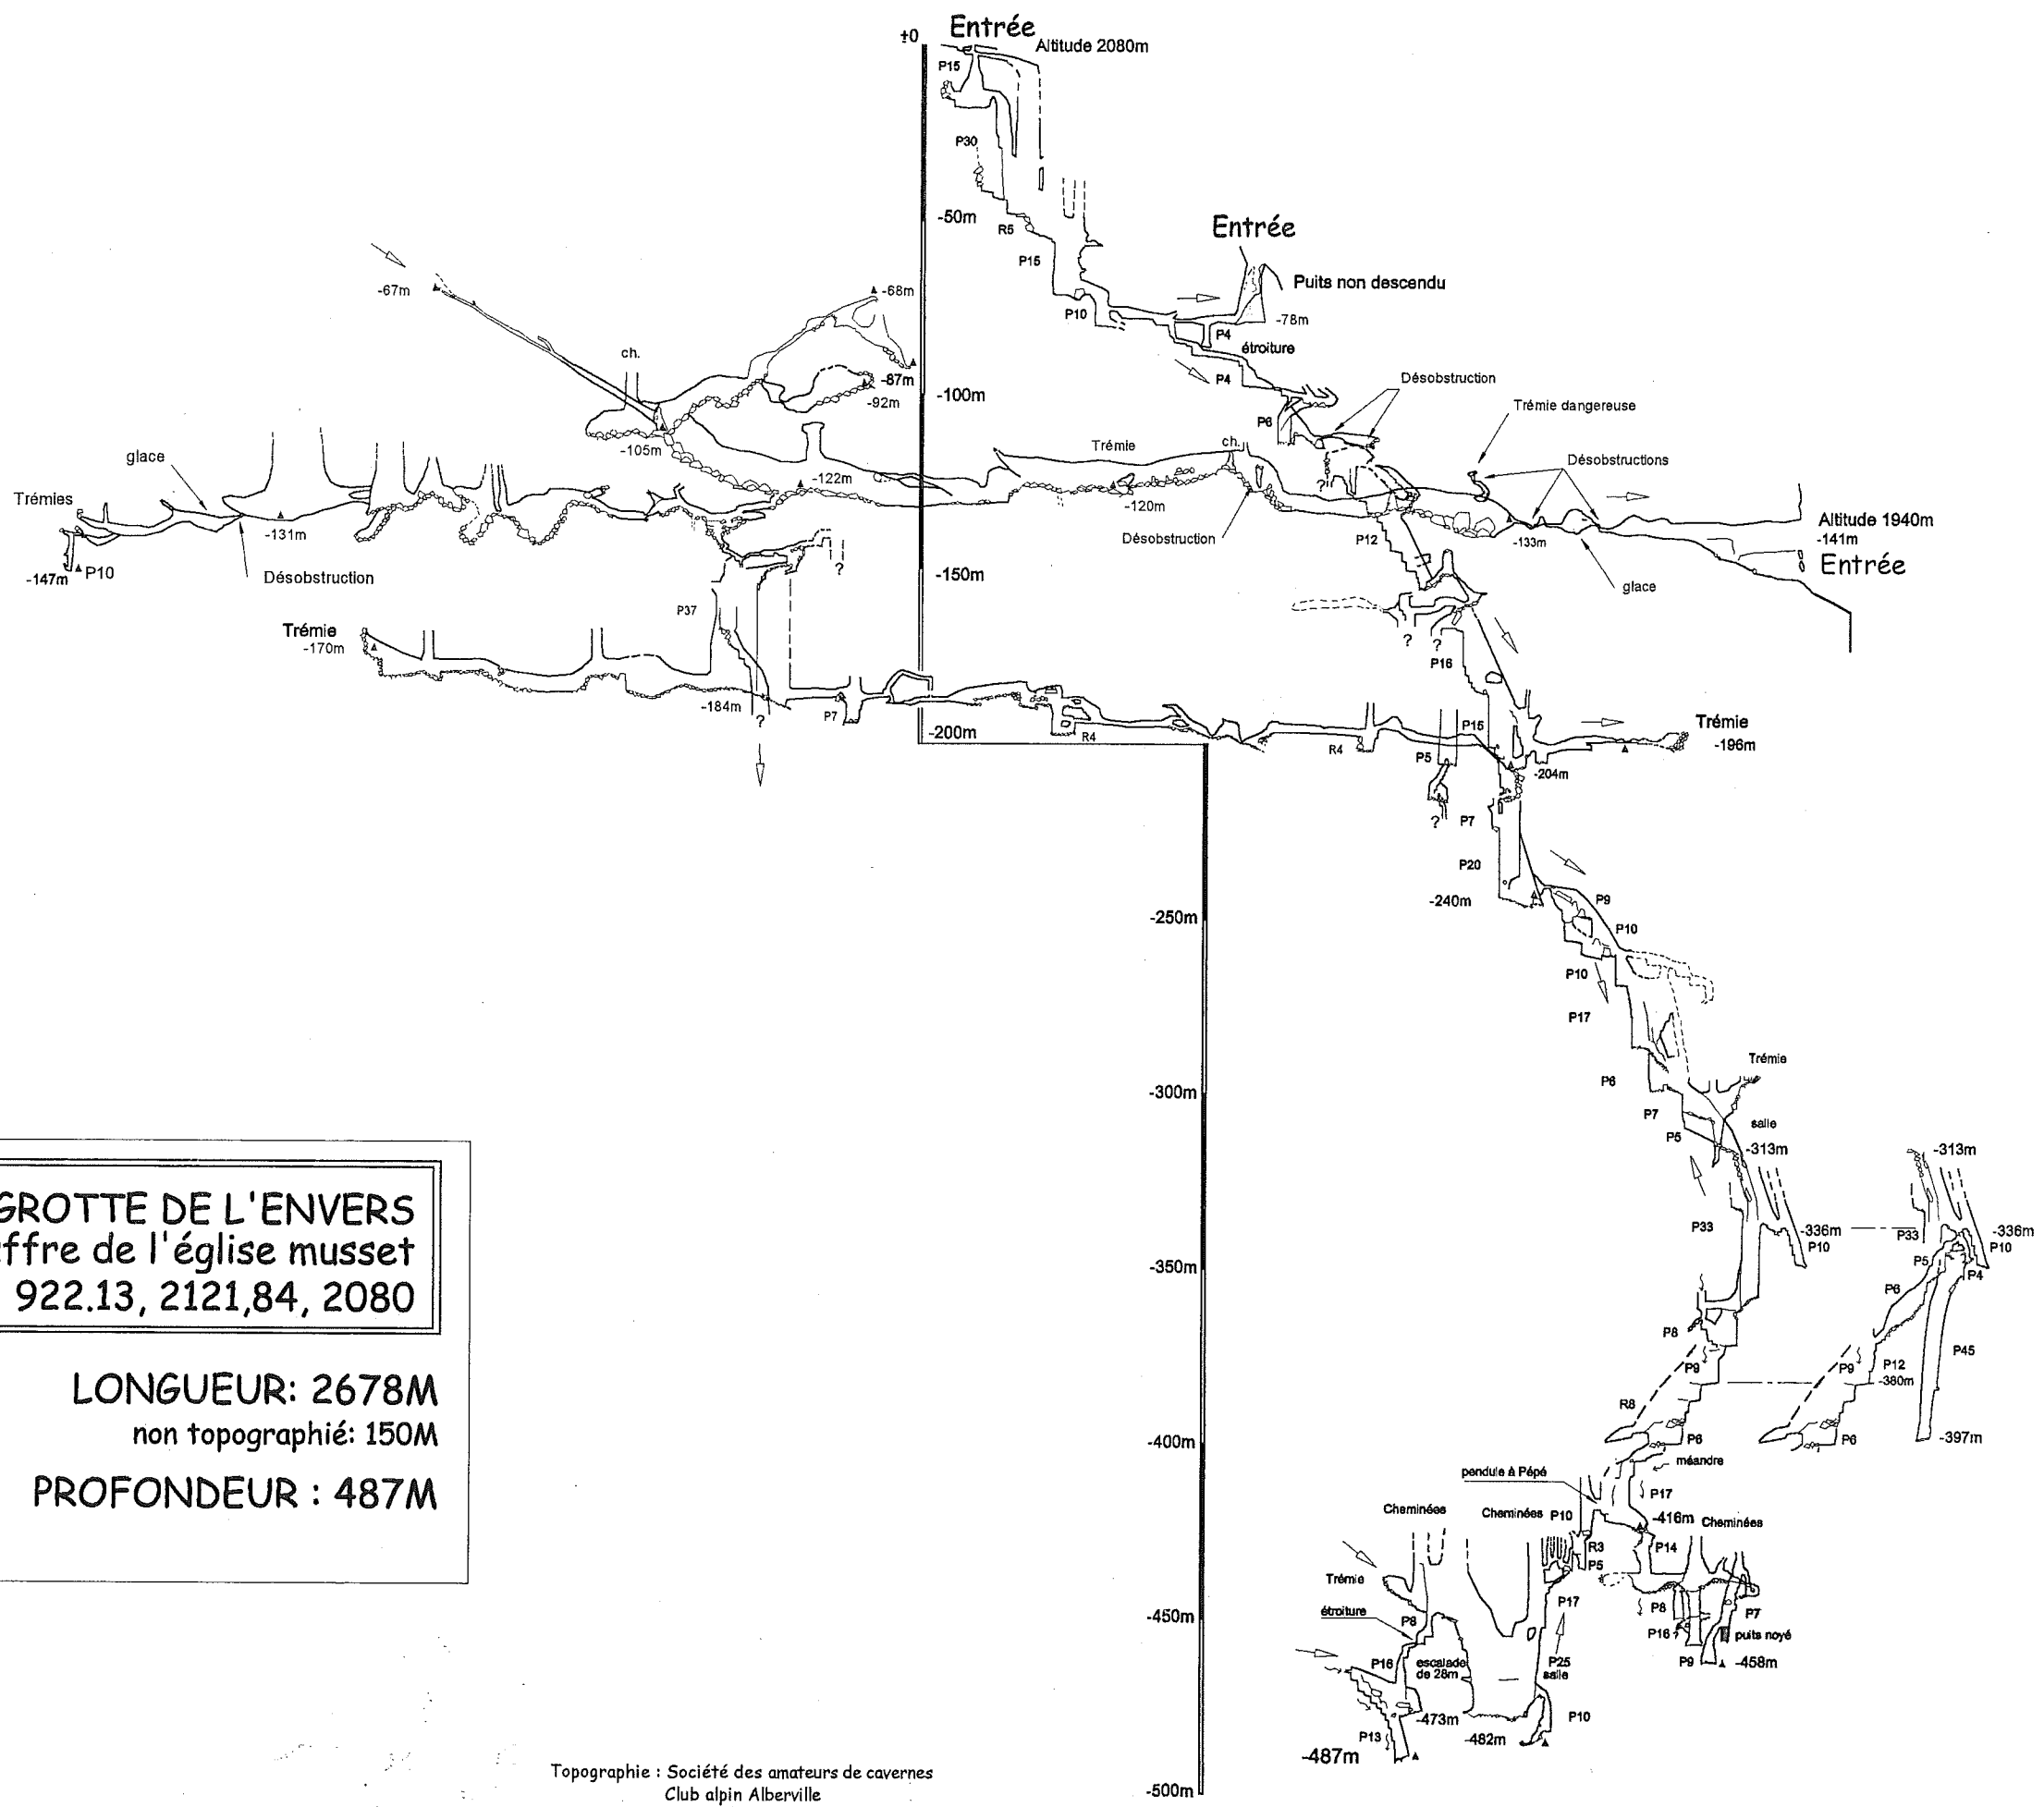 Entrée
±0
Altitude 2080m
P15
P30
-50m
R5
P15
Entrée
Puits non descendu
-67m
-68m
P10
-78m
P4
étroiture
ch.
-87m
P4
Désobstruction
-92m
-100m
Trémie dangereuse
P6
-105m
Trémie
ch.
glace
Désobstructions
-122m
Trémies
?
-120m
-131m
Désobstruction
P12
-133m
Altitude 1940m
-141m
Entrée
-147m
P10
Désobstruction
?
-150m
glace
P37
Trémie
-170m
?
?
P16
-184m
?
P7
-200m
R4
R4
P5
P15
Trémie
-196m
-204m
?
P7
P20
-240m
P9
-250m
P10
P10
P17
Trémie
P6
-300m
P7
salle
P5
-313m
-313m
P33
-336m
P10
P33
-336m
P10
P5
P4
-350m
P6
P8
P9
P9
P12
-380m
P45
R8
P6
P6
-397m
-400m
méandre
pendule à Pépé
P17
Cheminées
Cheminées
P10
-416m
Cheminées
R3
P14
P5
Trémie
P17
étroiture
P8
-450m
P8
P7
P16
?
puits noyé
P16
escalade
de 28m
P25
salle
P9
-458m
-473m
P10
P13
-482m
-487m
-500m
GROTTE DE L'ENVERS
ffre de l'église musset
922.13, 2121,84, 2080
LONGUEUR: 2678M
non topographié: 150M
PROFONDEUR : 487M
Topographie : Société des amateurs de cavernes
Club alpin Alberville